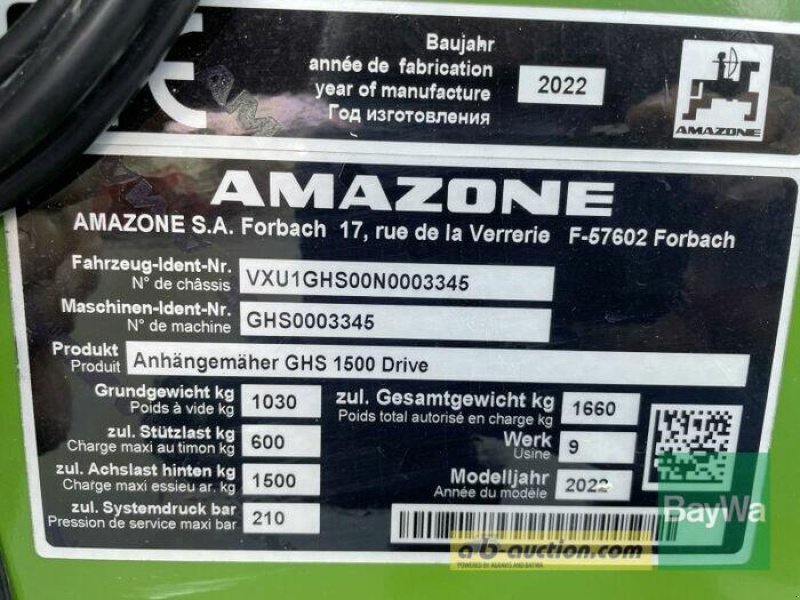 Baujahr
année de fabrication
year of manufacture
Год изготовления
2022
AMAZONE
AMAZONE
AMAZONE S.A. Forbach 17, rue de la Verrerie F-57602 Forbach
Fahrzeug-Ident-Nr.
N° de châssis
VXU1GHS00N0003345
Maschinen-Ident-Nr.
N° de machine
GHS0003345
Produkt
Produit
Anhängemäher GHS 1500 Drive
Grundgewicht kg
Poids à vide kg
1030
zul. Gesamtgewicht kg
Poids total autorisé en charge kg
1660
zul. Stützlast kg
Charge maxi au timon kg
600
Werk
Usine
9
zul. Achslast hinten kg
Charge maxi essieu ar. kg
1500
Modelljahr
Année du modèle
2022
zul. Systemdruck bar
Pression de service maxi bar
210
BayWa
ab-auction.com
POWERED BY AGRAVIS AND BAYWA